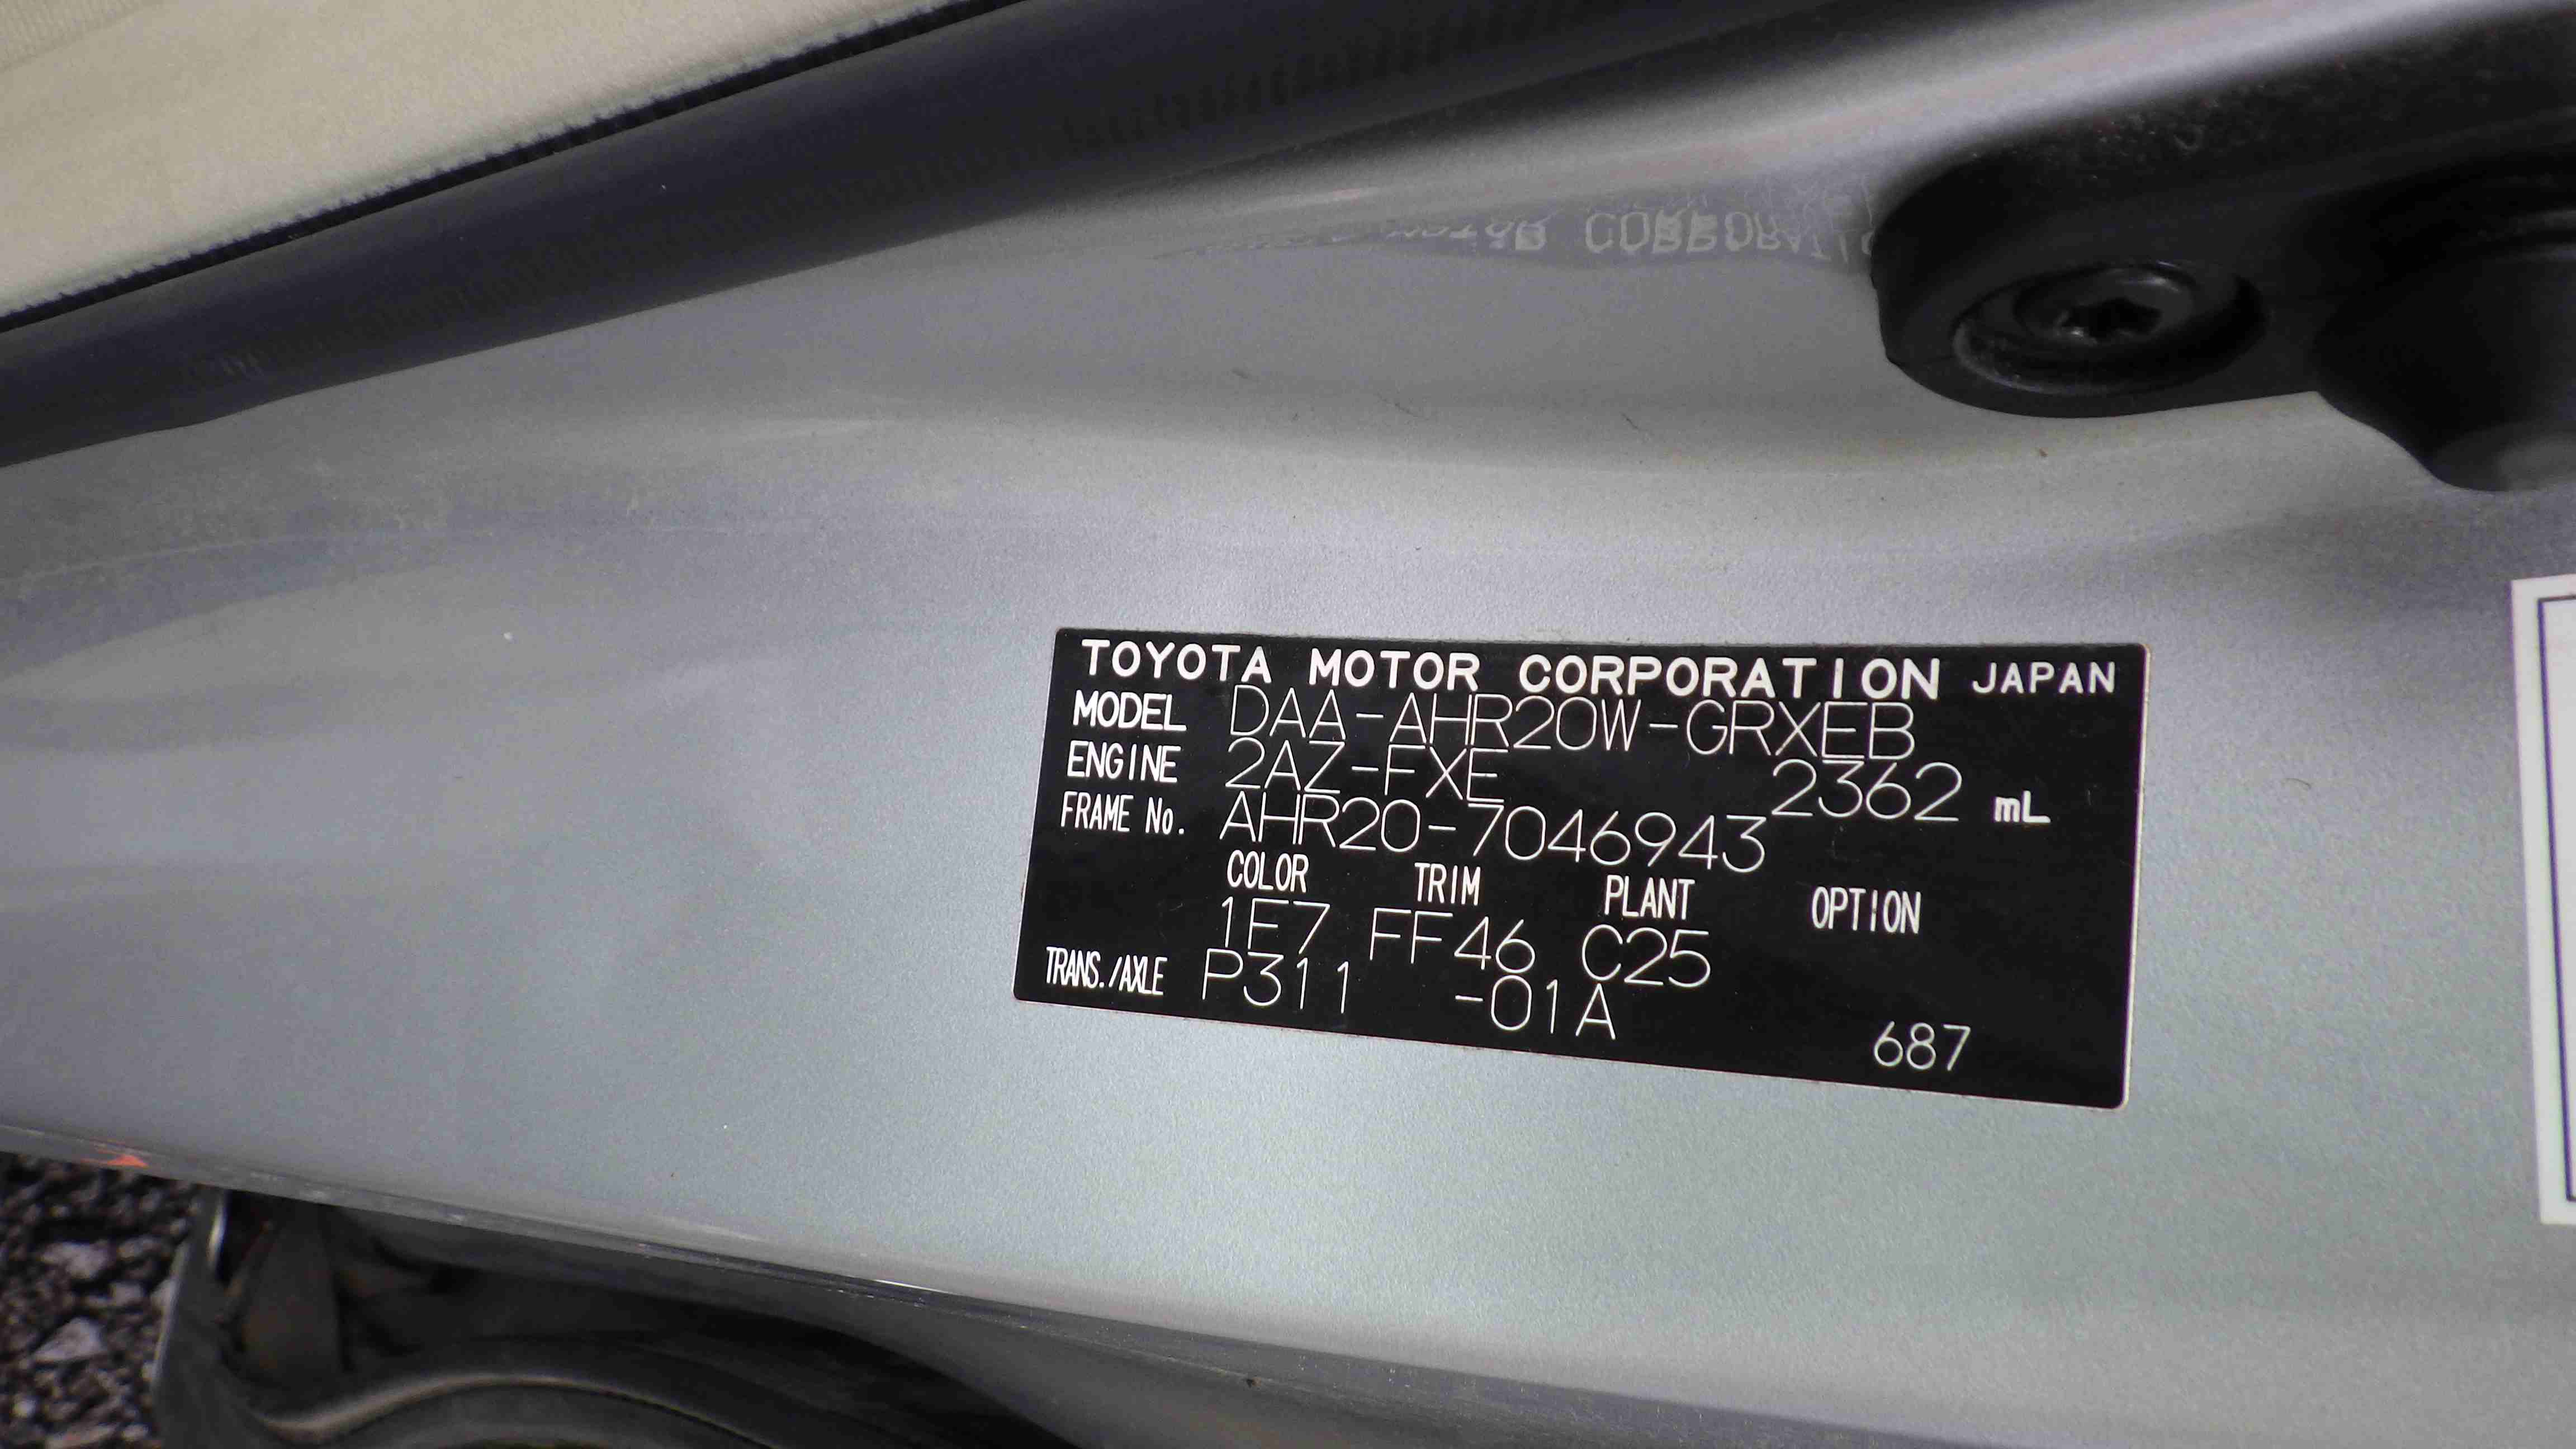 TOYOTA MOTOR CORPORATION JAPAN
MODEL DAA-AHR20W-GRXEB
ENGINE 2AZ-FXE 2362 mL
FRAME No. AHR20-7046943
COLOR TRIM PLANT OPTION
1F7 FF46 C25
TRANS./AXLE P311 -01A
687